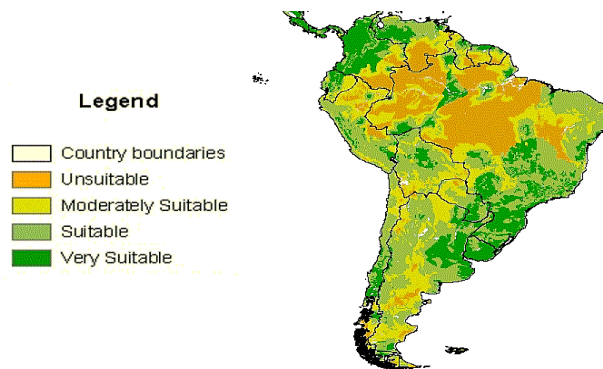 Legend
Country boundaries
Unsuitable
Moderately Suitable
Suitable
Very Suitable